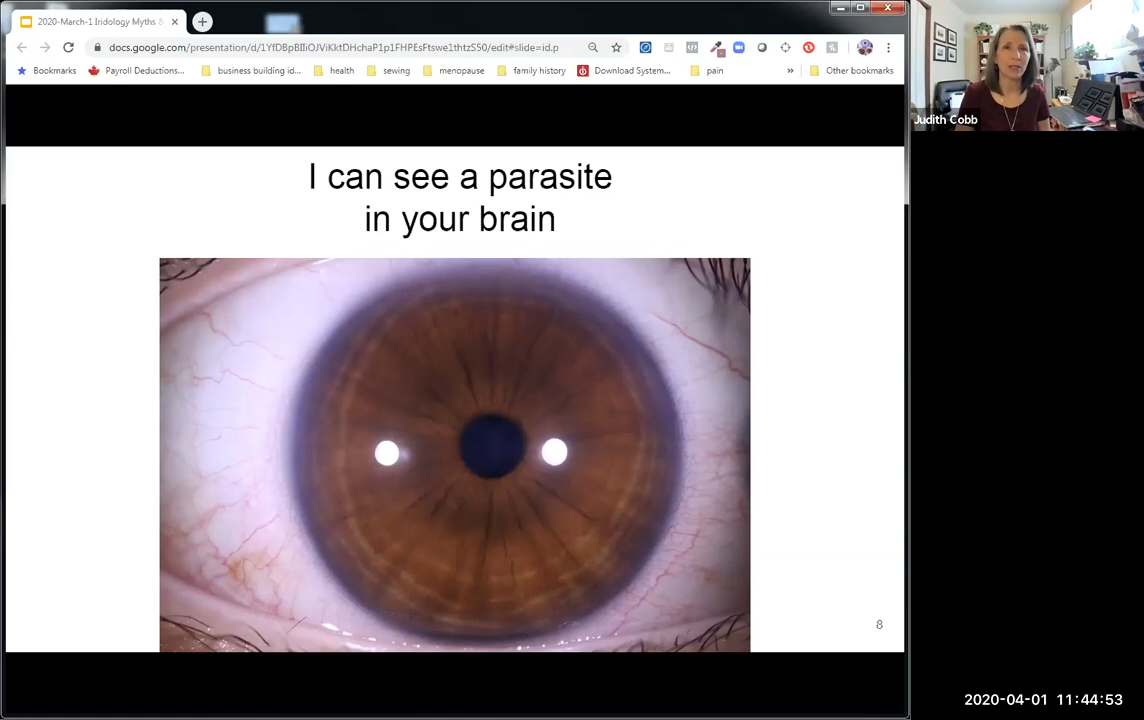 2020-March-1 Iridology Myths &
docs.google.com/presentation/d/1YfDBpBIliOJViKktDHchaP1p1FHPEsFtswe1thtzS50/edit#slide=id.p
Bookmarks
Payroll Deductions...
business building id...
health
sewing
menopause
family history
Download System...
pain
»
Other bookmarks
Judith Cobb
I can see a parasite
in your brain
8
2020-04-01 11:44:53